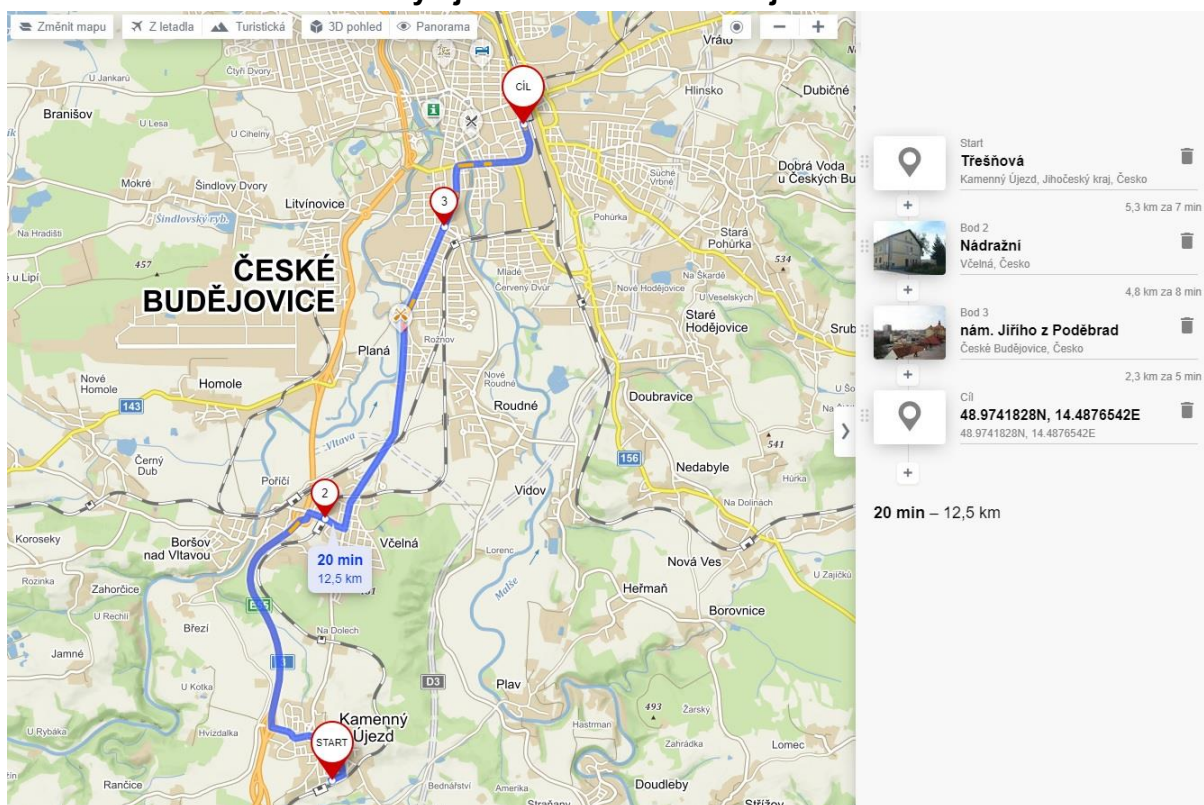 Změnit mapu
Z letadla
Turistická
3D pohled
Panorama
Vráto
U Jankarů
Čtyři Dvory
CÍL
Hlinsko
Dubičné
Branišov
U Lesa
U Cihelny
Mokré
Šindlovy Dvory
Suché Vrbné
Dobrá Voda
u Českých Bu
Litvínovice
3
Šindlovský ryb.
Pohůrka
Na Hradišti
Stará
Pohůrka
534
457
ČESKÉ
BUDĚJOVICE
Mladé
Červený Dvůr
Na Škardě
Nové Hodějovice
U Veselských
u Lipí
Staré
Hodějovice
Srub
Planá
Rožnov
Nové
Homole
Homole
Nové
Roudné
143
Roudné
Doubravice
541
Vltava
Černý
Dub
156
Nedabyle
Hůrka
Poříčí
2
Vidov
Na Dolinách
Koroseky
Boršov
nad Vltavou
Včelná
20 min
12,5 km
Lorenc
Nová Ves
Rozinka
Zahorčice
Malše
Heřmaň
U Zajíčků
U Rechlí
Březí
Na Dolech
Borovnice
Jamné
U Kotka
D3
Plav
493
Žarský
Kamenný
Újezd
START
U Rybáka
Hvízdalka
Hastrman
Zahrádka
Lomec
Rančice
Bednářství
Amerika
Doudleby
Straňany
Střížov
Start
Třešňová
Kamenný Újezd, Jihočeský kraj, Česko
5,3 km za 7 min
Bod 2
Nádražní
Včelná, Česko
4,8 km za 8 min
Bod 3
nám. Jiřího z Poděbrad
České Budějovice, Česko
2,3 km za 5 min
Cíl
48.9741828N, 14.4876542E
48.9741828N, 14.4876542E
20 min – 12,5 km